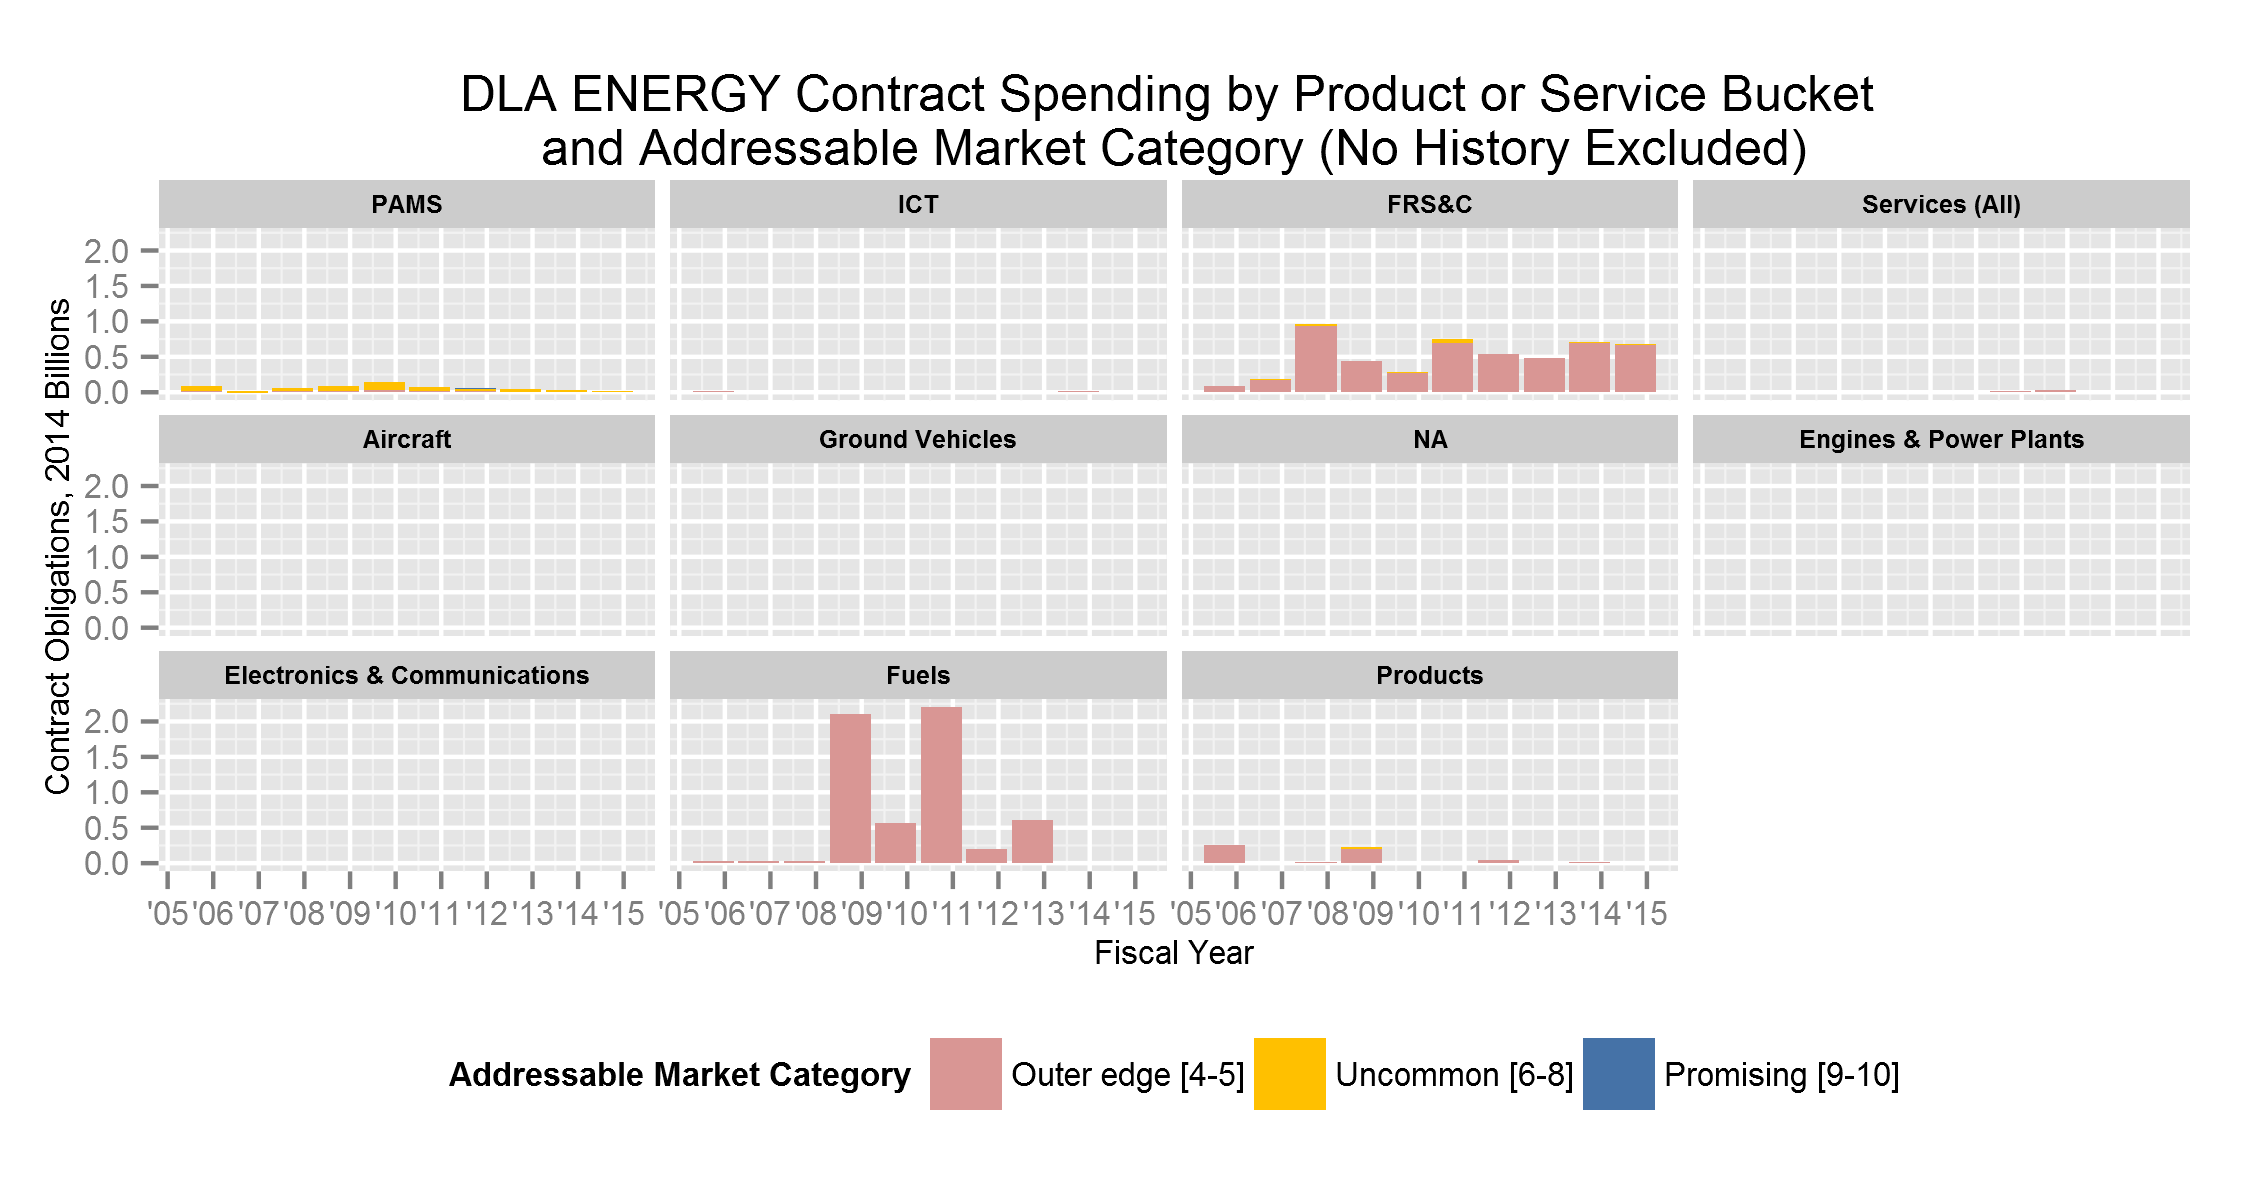 DLA ENERGY Contract Spending by Product or Service Bucket
and Addressable Market Category (No History Excluded)
PAMS ICT FRS&C Services (All)
2.0
1.5
1.0
0.5
0.0
Aircraft Ground Vehicles NA Engines & Power Plants
2.0
1.5
1.0
0.5
0.0
Electronics & Communications Fuels Products
2.0
1.5
1.0
0.5
0.0
Contract Obligations, 2014 Billions
'05 '06 '07 '08 '09 '10 '11 '12 '13 '14 '15 '05 '06 '07 '08 '09 '10 '11 '12 '13 '14 '15 '05 '06 '07 '08 '09 '10 '11 '12 '13 '14 '15
Fiscal Year
Addressable Market Category Outer edge [4-5] Uncommon [6-8] Promising [9-10]